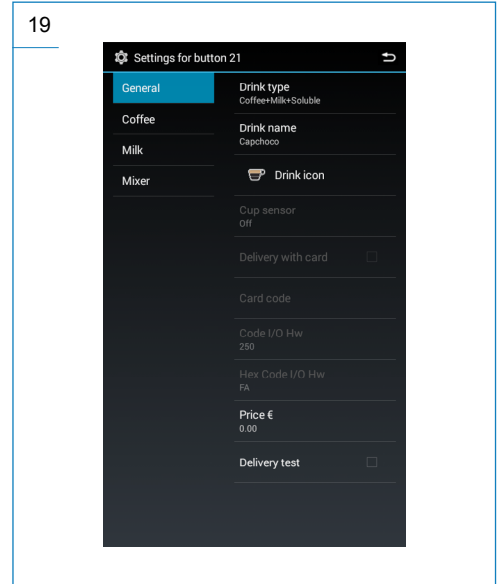 19
Settings for button 21
General
Coffee
Milk
Mixer
Drink type
Coffee+Milk+Soluble
Drink name
Capchoco
Drink icon
Cup sensor
Off
Delivery with card
Card code
Code I/O Hw
250
Hex Code I/O Hw
FA
Price €
0.00
Delivery test